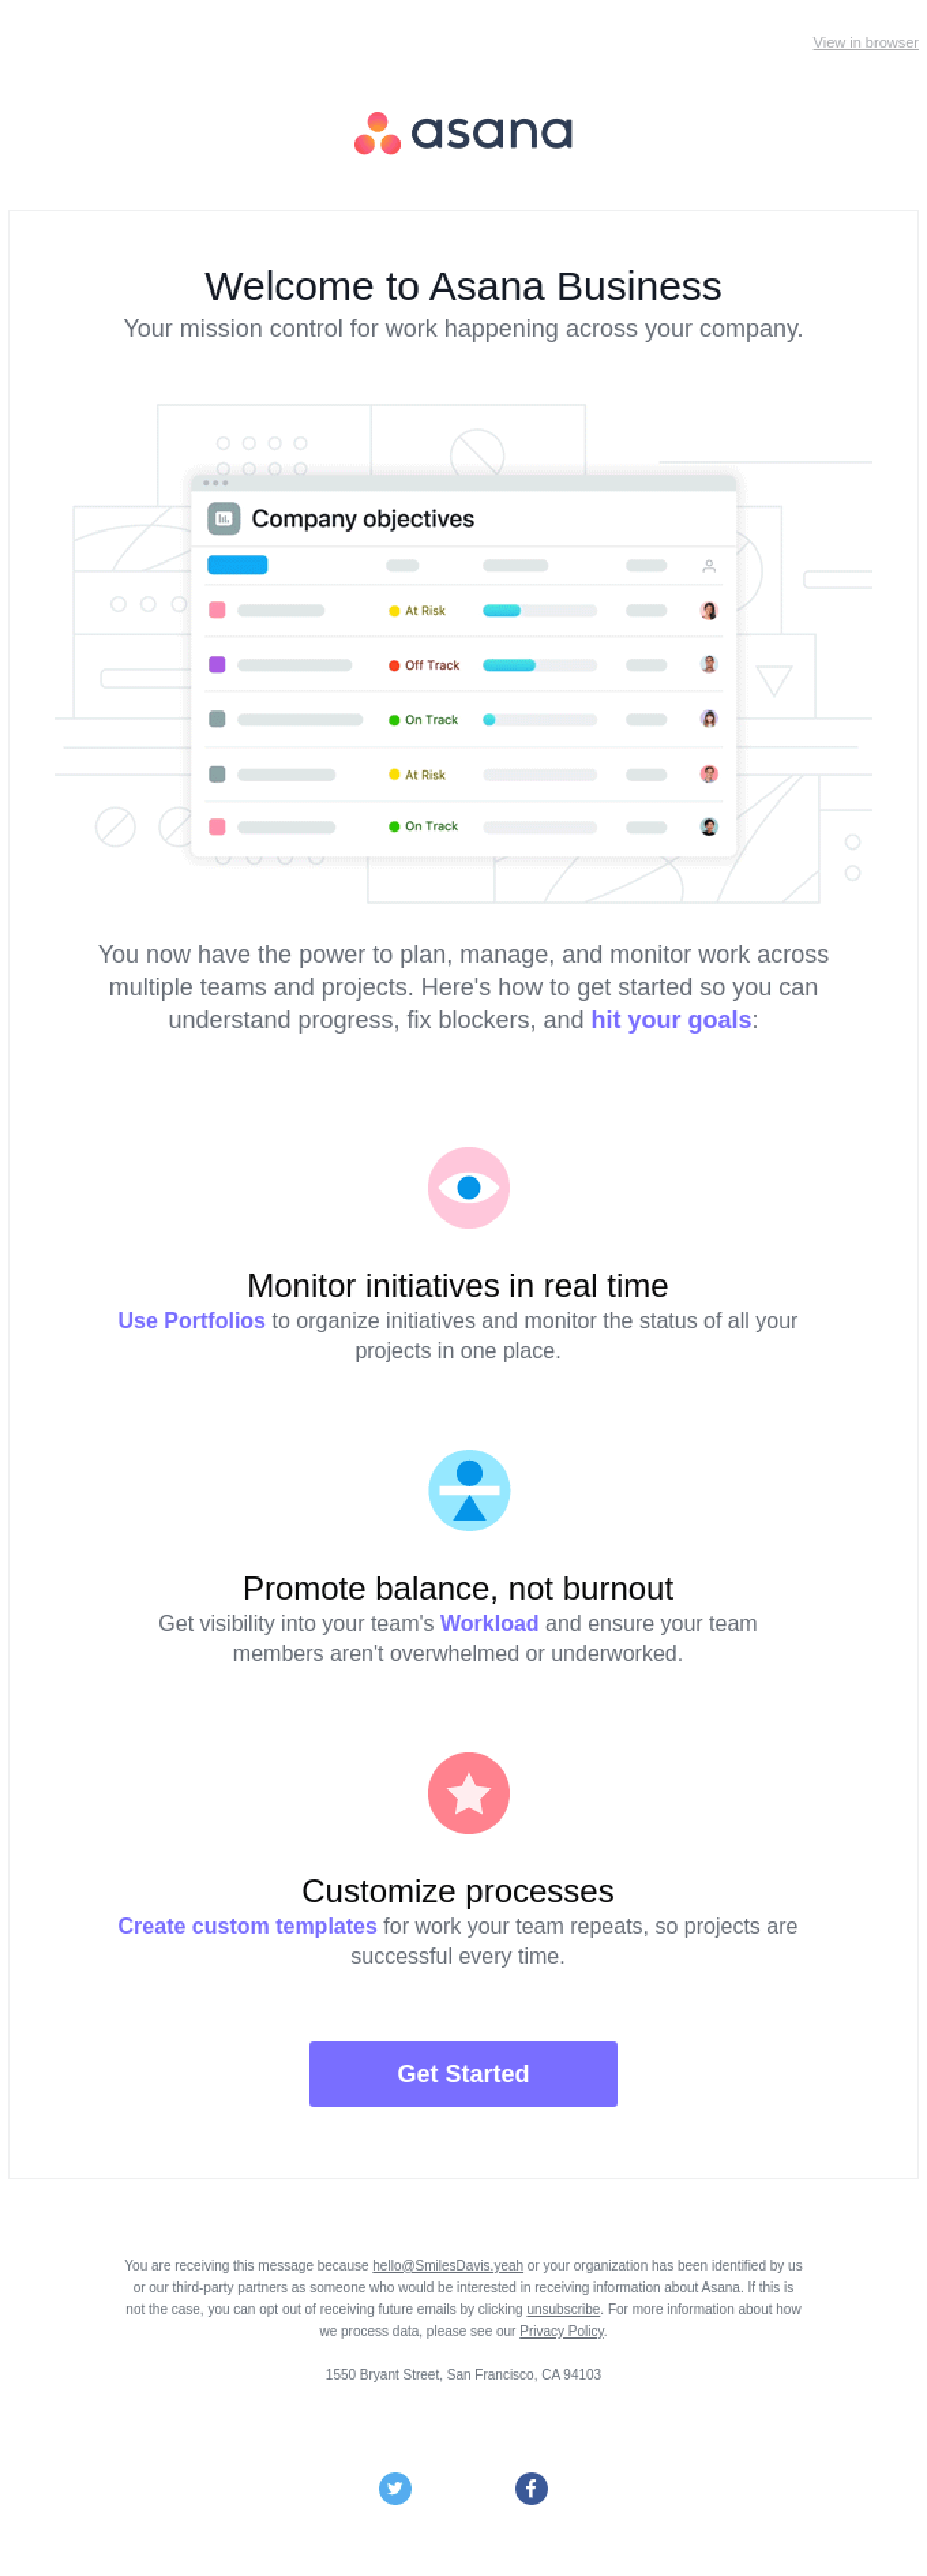 View in browser
asana
Welcome to Asana Business
Your mission control for work happening across your company.
Company objectives
At Risk
Off Track
On Track
At Risk
On Track
You now have the power to plan, manage, and monitor work across
multiple teams and projects. Here's how to get started so you can
understand progress, fix blockers, and hit your goals:
Monitor initiatives in real time
Use Portfolios to organize initiatives and monitor the status of all your
projects in one place.
Promote balance, not burnout
Get visibility into your team's Workload and ensure your team
members aren't overwhelmed or underworked.
Customize processes
Create custom templates for work your team repeats, so projects are
successful every time.
Get Started
You are receiving this message because hello@SmilesDavis.yeah or your organization has been identified by us
or our third-party partners as someone who would be interested in receiving information about Asana. If this is
not the case, you can opt out of receiving future emails by clicking unsubscribe. For more information about how
we process data, please see our Privacy Policy.
1550 Bryant Street, San Francisco, CA 94103